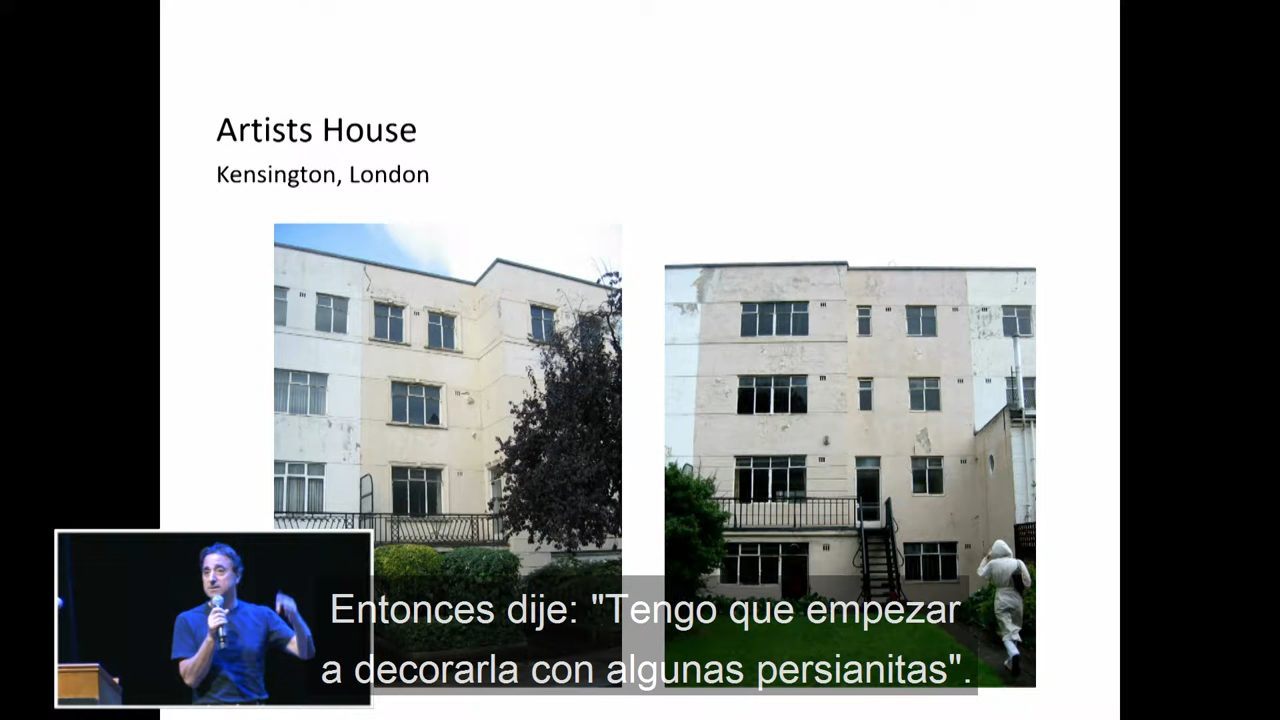 Artists House
Kensington, London
Entonces dije: "Tengo que empezar
a decorarla con algunas persianitas".